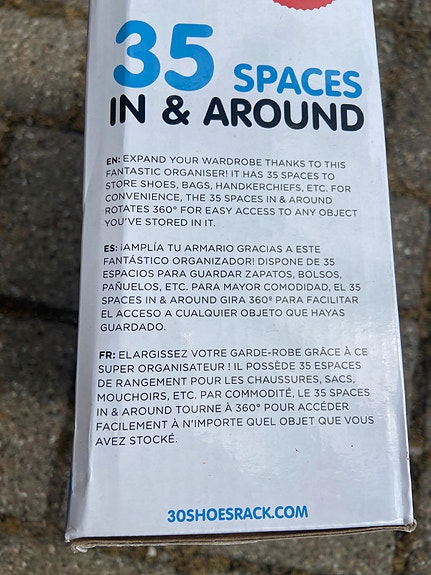 35 SPACES
IN & AROUND
EN: EXPAND YOUR WARDROBE THANKS TO THIS
FANTASTIC ORGANISER! IT HAS 35 SPACES TO
STORE SHOES, BAGS, HANDKERCHIEFS, ETC. FOR
CONVENIENCE, THE 35 SPACES IN & AROUND
ROTATES 360° FOR EASY ACCESS TO ANY OBJECT
YOU'VE STORED IN IT.
ES: ¡AMPLÍA TU ARMARIO GRACIAS A ESTE
FANTÁSTICO ORGANIZADOR! DISPONE DE 35
ESPACIOS PARA GUARDAR ZAPATOS, BOLSOS,
PAÑUELOS, ETC. PARA MAYOR COMODIDAD, EL 35
SPACES IN & AROUND GIRA 360º PARA FACILITAR
EL ACCESO A CUALQUIER OBJETO QUE HAYAS
GUARDADO.
FR: ELARGISSEZ VOTRE GARDE-ROBE GRÂCE À CE
SUPER ORGANISATEUR ! IL POSSÈDE 35 ESPACES
DE RANGEMENT POUR LES CHAUSSURES, SACS,
MOUCHOIRS, ETC. PAR COMMODITÉ, LE 35 SPACES
IN & AROUND TOURNE À 360° POUR ACCÉDER
FACILEMENT À N'IMPORTE QUEL OBJET QUE VOUS
AVEZ STOCKÉ.
30SHOESRACK.COM